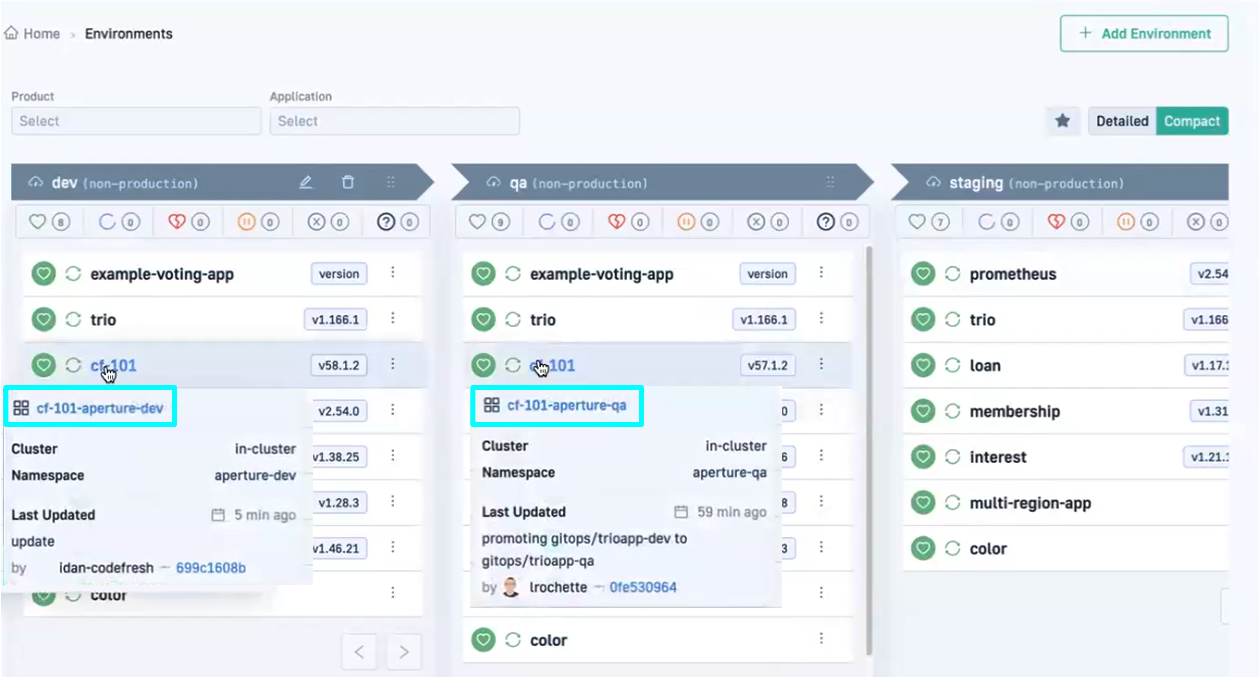 Home > Environments
+ Add Environment
Product
Application
Select
Select
Detailed Compact
dev (non-production)
8 0 0 0 0 ? 0
example-voting-app version
trio v1.166.1
cf-101 v58.1.2
cf-101-aperture-dev
v2.54.0
Cluster in-cluster
v1.38.25
Namespace aperture-dev
v1.28.3
Last Updated 5 min ago
update
v1.46.21
by idan-codefresh — 699c1608b
color
< >
qa (non-production)
9 0 0 0 0 ? 0
example-voting-app version
trio v1.166.1
cf-101 v57.1.2
cf-101-aperture-qa
0
Cluster in-cluster
6
Namespace aperture-qa
8
Last Updated 59 min ago
promoting gitops/trioapp-dev to
3
gitops/trioapp-qa
by lrochette — 0fe530964
color
staging (non-production)
7 0 0 0 0
prometheus v2.54
trio v1.166
loan v1.17.
membership v1.31
interest v1.21.
multi-region-app
color